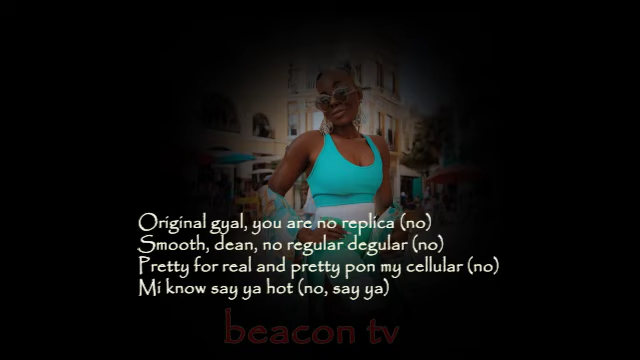 Original gyal, you are no replica (no)
Smooth, dean, no regular degular (no)
Pretty for real and pretty pon my cellular (no)
Mi know say ya hot (no, say ya)
beacon tv